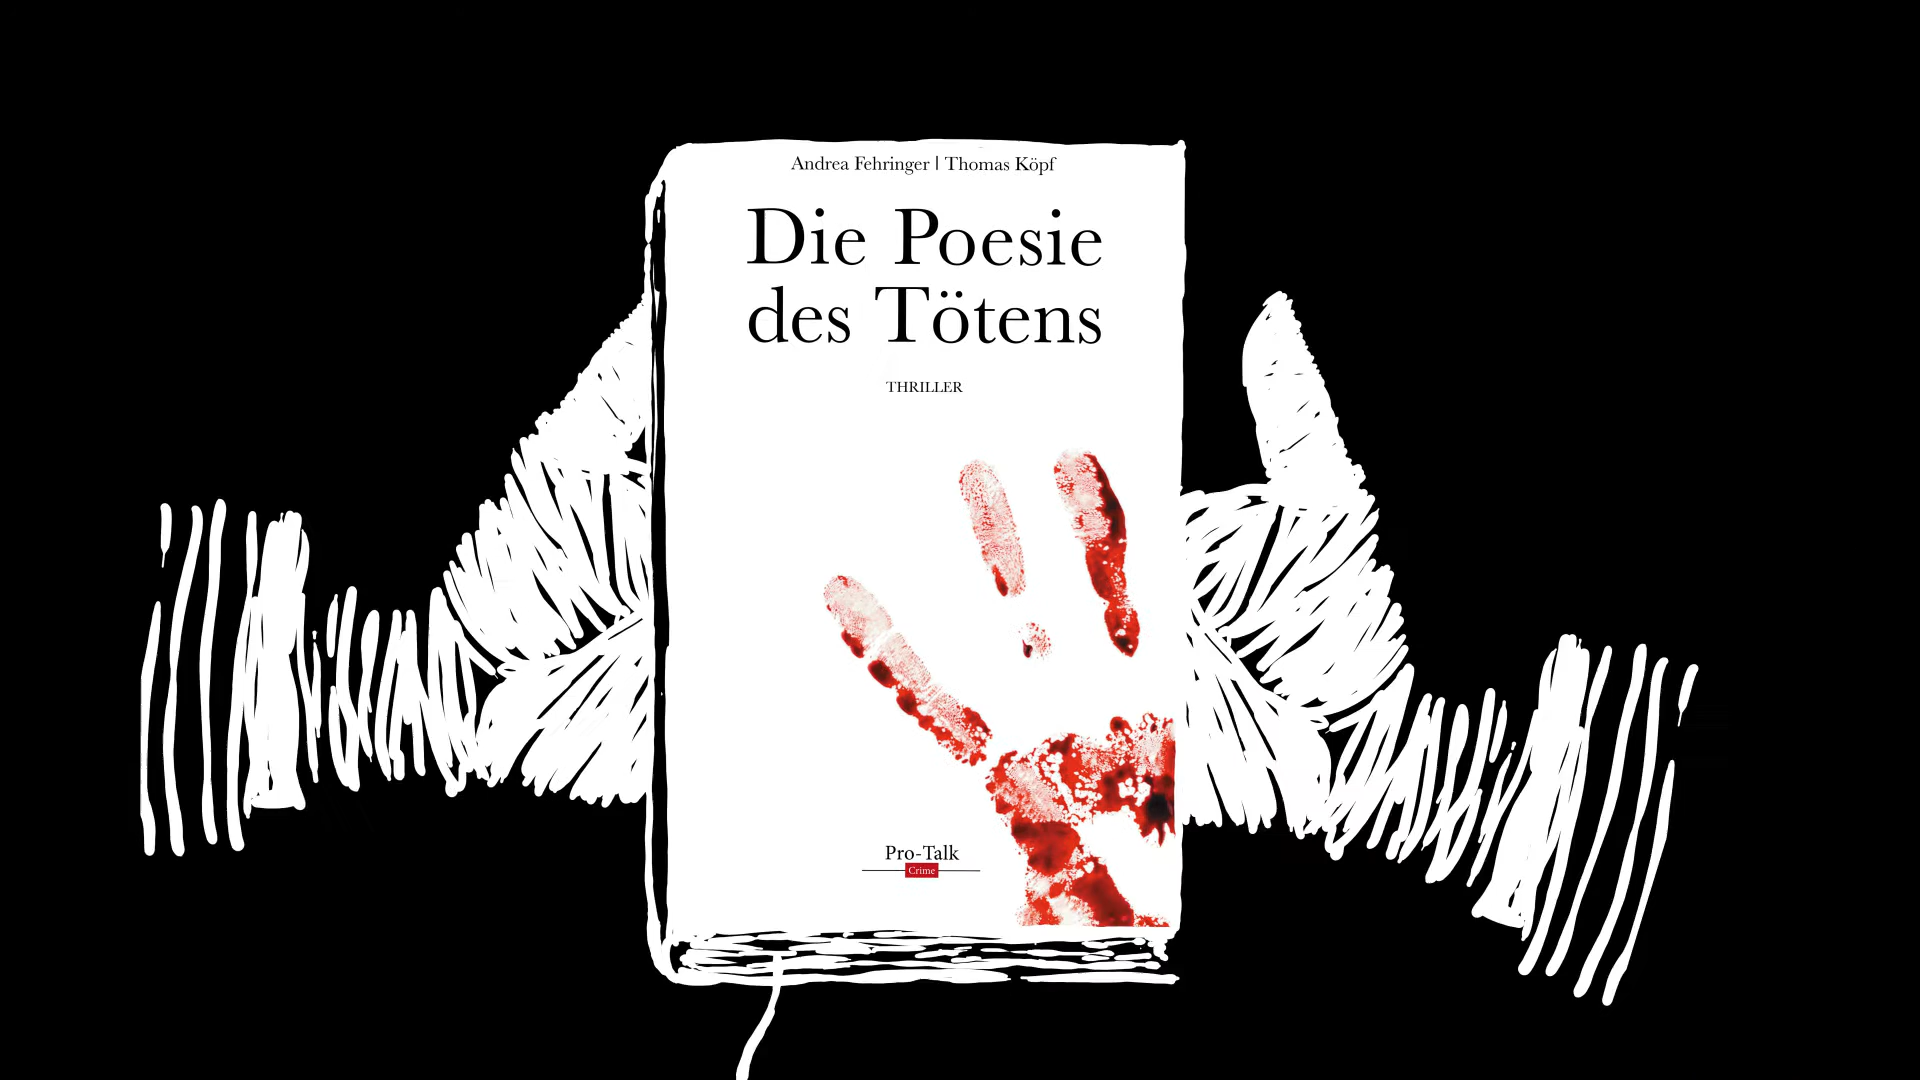 Andrea Fehringer | Thomas Köpf
Die Poesie
des Tötens
THRILLER
Pro-Talk
Crime